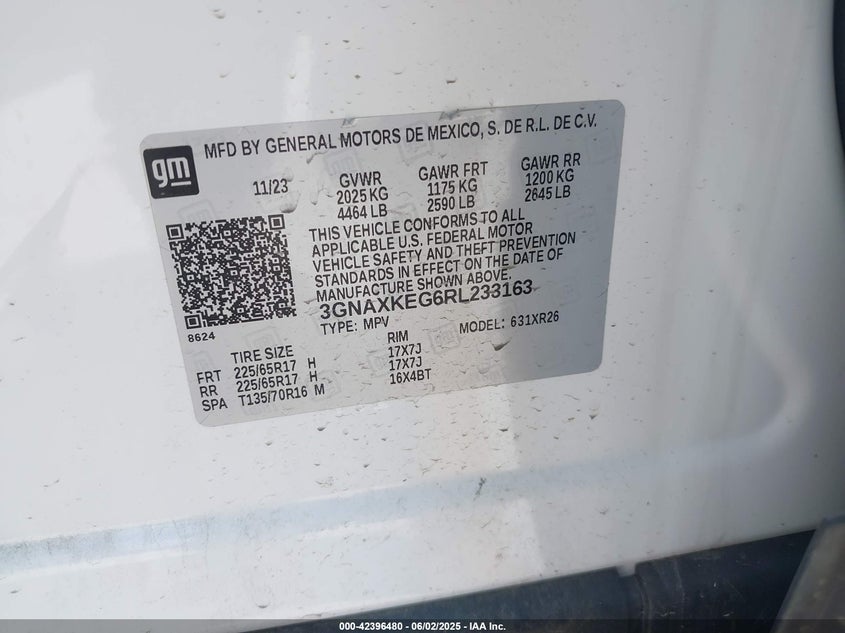 gm
MFD BY GENERAL MOTORS DE MEXICO, S. DE R.L. DE C.V.
11/23 GVWR GAWR FRT GAWR RR
2025 KG 1175 KG 1200 KG
4464 LB 2590 LB 2645 LB
THIS VEHICLE CONFORMS TO ALL
APPLICABLE U.S. FEDERAL MOTOR
VEHICLE SAFETY AND THEFT PREVENTION
STANDARDS IN EFFECT ON THE DATE OF
MANUFACTURE SHOWN ABOVE.
3GNAXKEG6RL233163
8624
TYPE: MPV MODEL: 631XR26
TIRE SIZE RIM
FRT 225/65R17 H 17X7J
RR 225/65R17 H 17X7J
SPA T135/70R16 M 16X4BT
000-42396480 - 06/02/2025 - IAA Inc.